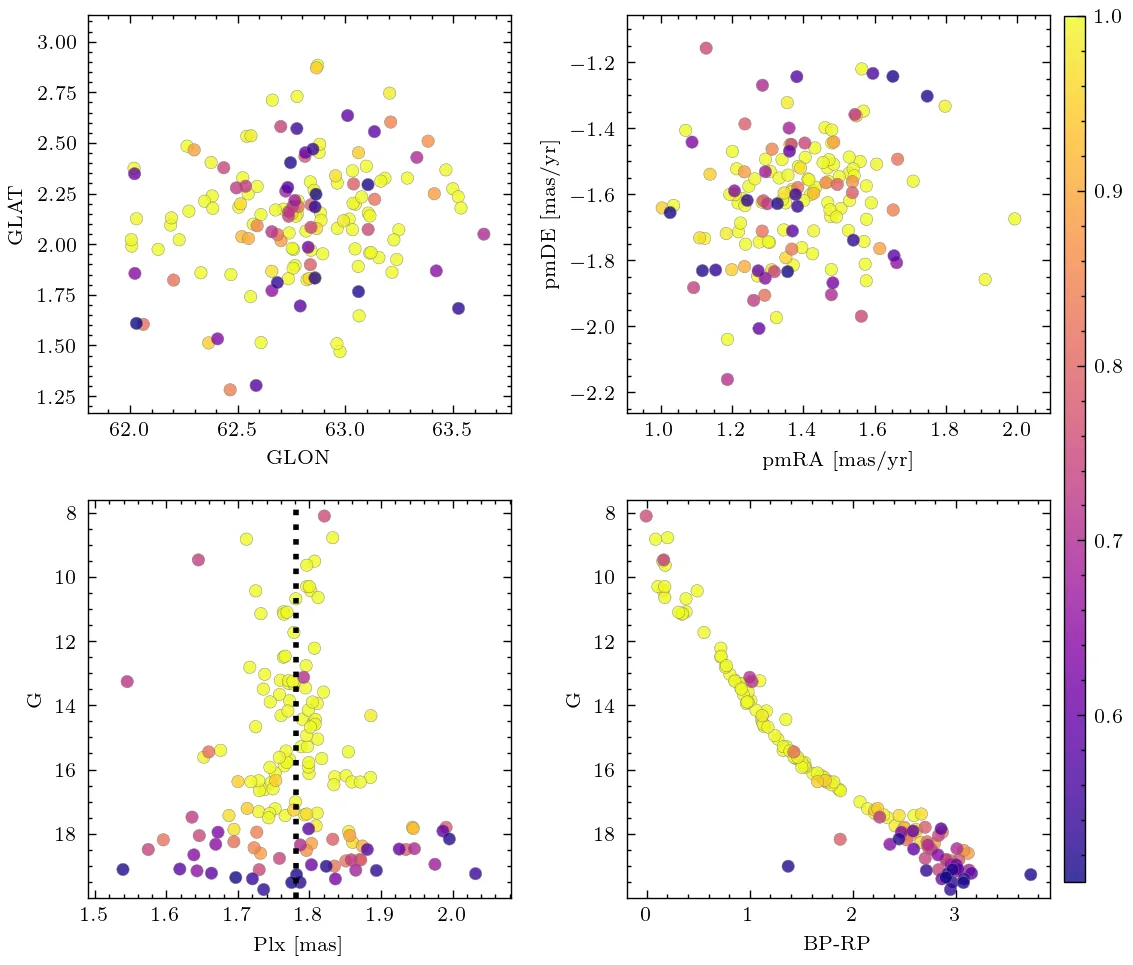 3.00
2.75
2.50
2.25
2.00
1.75
1.50
1.25
GLAT
62.0 62.5 63.0 63.5
GLON
−1.2
−1.4
−1.6
−1.8
−2.0
−2.2
pmDE [mas/yr]
1.0 1.2 1.4 1.6 1.8 2.0
pmRA [mas/yr]
8
10
12
14
16
18
G
1.5 1.6 1.7 1.8 1.9 2.0
Plx [mas]
8
10
12
14
16
18
G
0 1 2 3
BP-RP
1.0
0.9
0.8
0.7
0.6